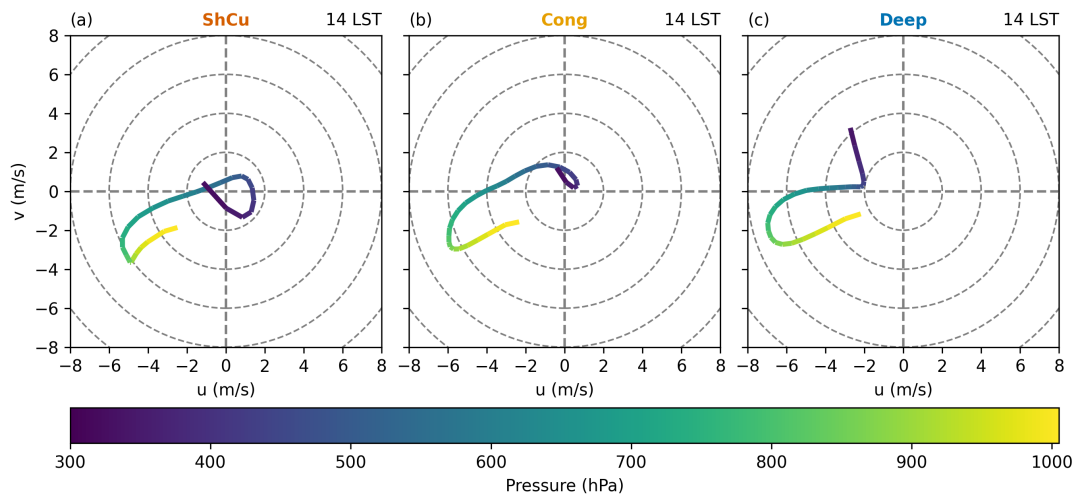 (a) ShCu 14 LST (b) Cong 14 LST (c) Deep 14 LST
8
6
4
2
0
−2
−4
−6
−8
v (m/s)
−8 −6 −4 −2 0 2 4 6 8 −8 −6 −4 −2 0 2 4 6 8 −8 −6 −4 −2 0 2 4 6 8
u (m/s) u (m/s) u (m/s)
300 400 500 600 700 800 900 1000
Pressure (hPa)